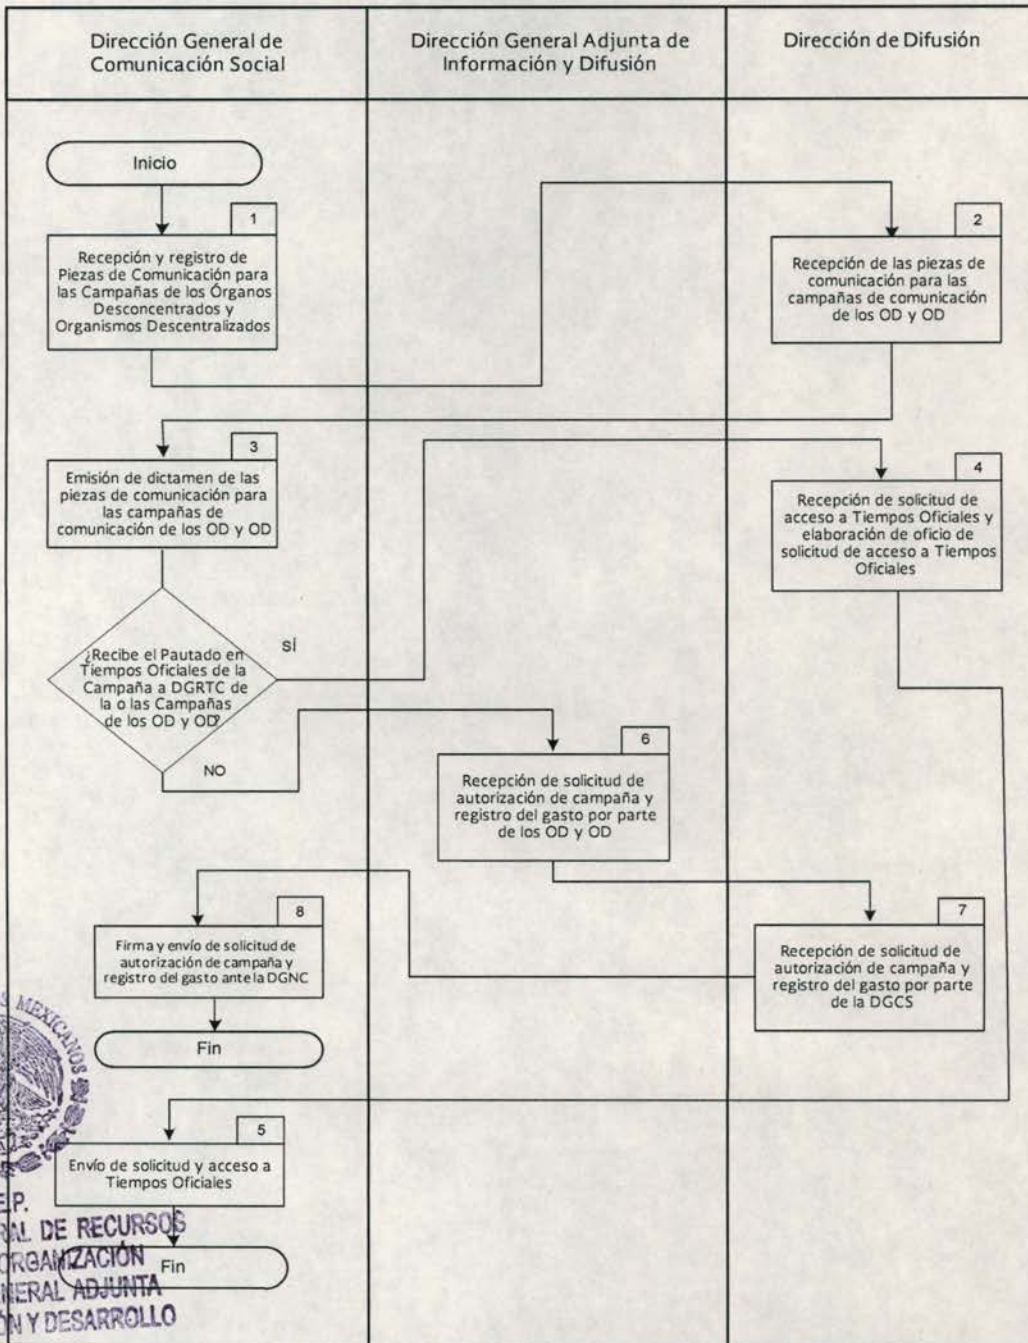 Dirección General de
Comunicación Social
Dirección General Adjunta de
Información y Difusión
Dirección de Difusión
Inicio
1
Recepción y registro de
Piezas de Comunicación para
las Campañas de los Órganos
Desconcentrados y
Organismos Descentralizados
2
Recepción de las piezas de
comunicación para las
campañas de comunicación
de los OD y OD
3
Emisión de dictamen de las
piezas de comunicación para
las campañas de
comunicación de los OD y OD
4
Recepción de solicitud de
acceso a Tiempos Oficiales y
elaboración de oficio de
solicitud de acceso a Tiempos
Oficiales
¿Recibe el Pautado en
Tiempos Oficiales de la
Campaña a DGRTC de
la o las Campañas
de los OD y OD?
SÍ
NO
6
Recepción de solicitud de
autorización de campaña y
registro del gasto por parte
de los OD y OD
7
Recepción de solicitud de
autorización de campaña y
registro del gasto por parte
de la DGCS
8
Firma y envío de solicitud de
autorización de campaña y
registro del gasto ante la DGNC
Fin
5
Envío de solicitud y acceso a
Tiempos Oficiales
Fin
S MEXICANOS
E.P.
RAL DE RECURSOS
ORGANIZACIÓN
NERAL ADJUNTA
ÓN Y DESARROLLO